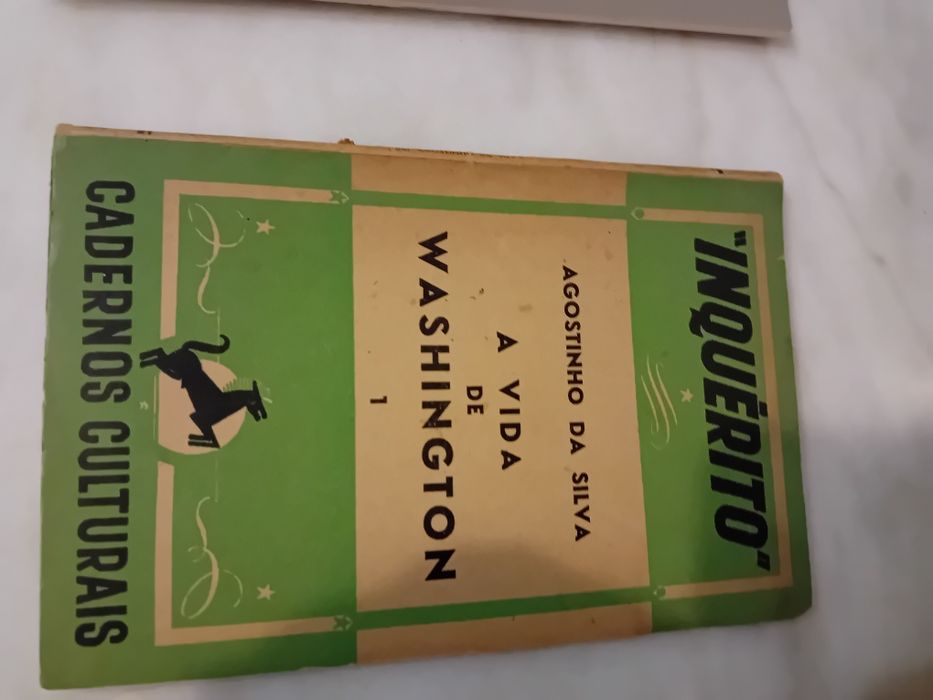 "INQUÉRITO"
AGOSTINHO DA SILVA
A VIDA
DE
WASHINGTON
1
CADERNOS CULTURAIS